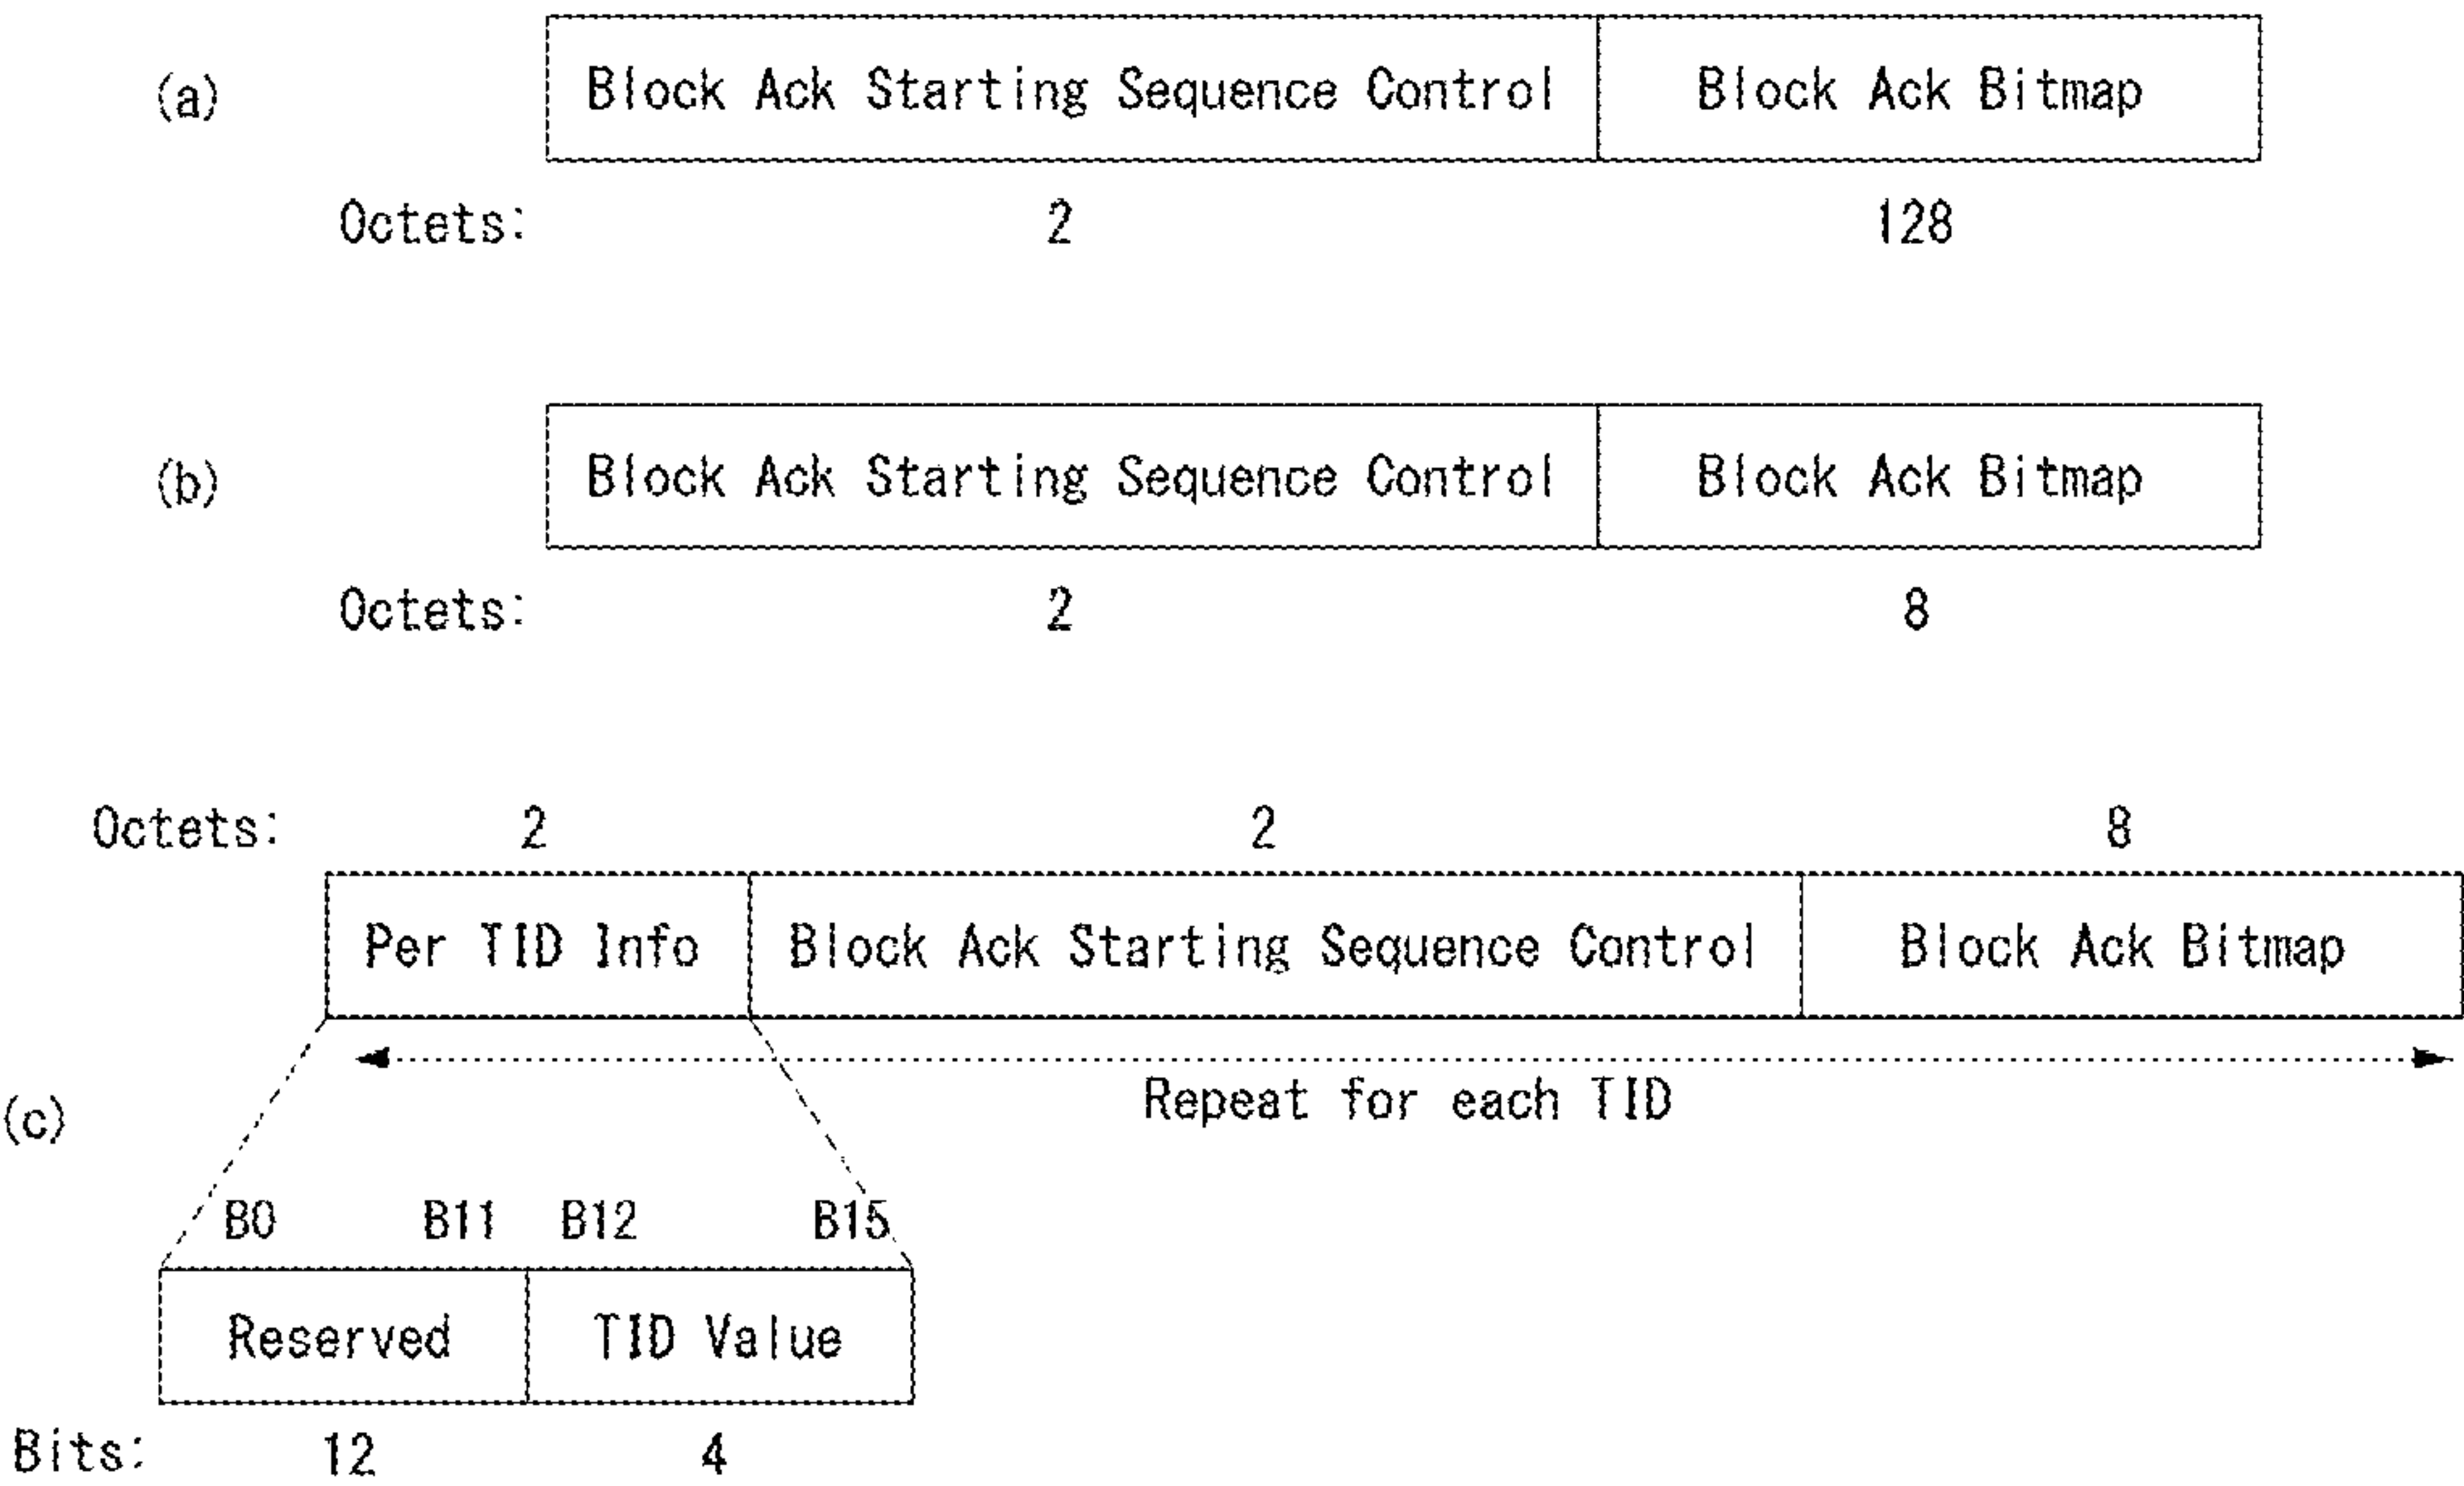 (a)
Block Ack Starting Sequence Control Block Ack Bitmap
Octets: 2 128
(b)
Block Ack Starting Sequence Control Block Ack Bitmap
Octets: 2 8
Octets: 2 2 8
Per TID Info Block Ack Starting Sequence Control Block Ack Bitmap
Repeat for each TID
(c)
B0 B11 B12 B15
Reserved TID Value
Bits: 12 4